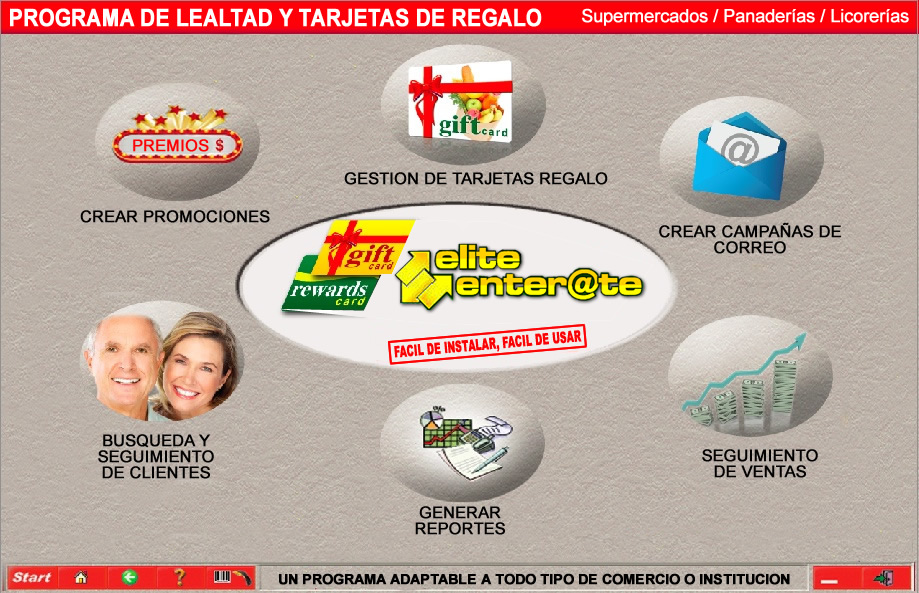 PROGRAMA DE LEALTAD Y TARJETAS DE REGALO
Supermercados / Panaderías / Licorerías
PREMIOS $
CREAR PROMOCIONES
gift card
GESTION DE TARJETAS REGALO
@
CREAR CAMPAÑAS DE
CORREO
gift
card
rewards
card
elite
enter@te
FACIL DE INSTALAR, FACIL DE USAR
BUSQUEDA Y
SEGUIMIENTO
DE CLIENTES
%
GENERAR
REPORTES
SEGUIMIENTO
DE VENTAS
Start
?
UN PROGRAMA ADAPTABLE A TODO TIPO DE COMERCIO O INSTITUCION